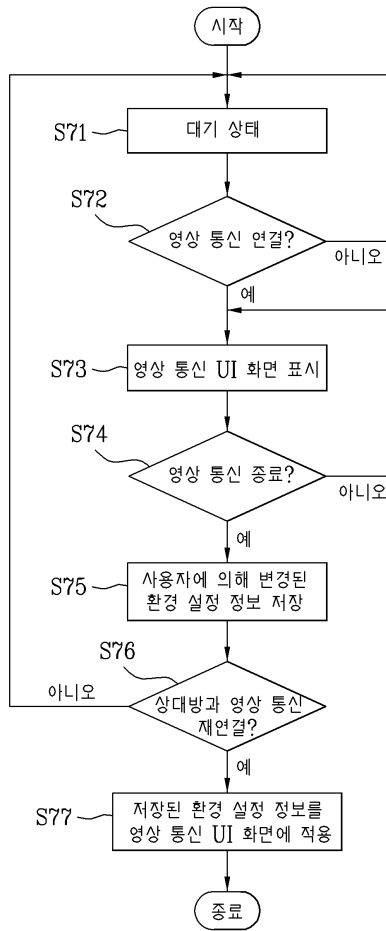 시작
S71
대기 상태
S72
영상 통신 연결?
아니오
예
S73
영상 통신 UI 화면 표시
S74
영상 통신 종료?
아니오
예
S75
사용자에 의해 변경된
환경 설정 정보 저장
S76
아니오
상대방과 영상 통신
재연결?
예
S77
저장된 환경 설정 정보를
영상 통신 UI 화면에 적용
종료